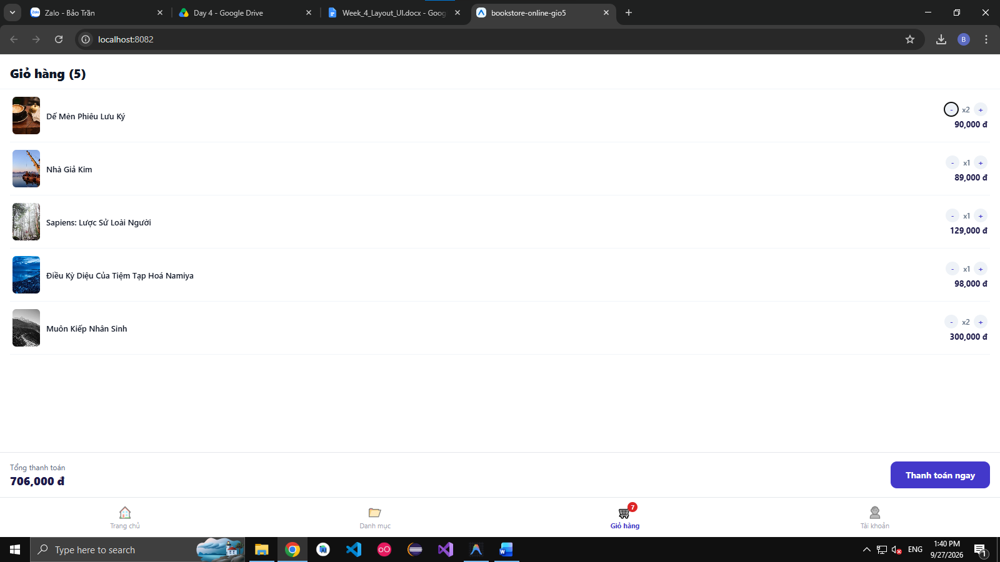 Zalo - Bảo Trần
Day 4 - Google Drive
Week_4_Layout_UI.docx - Goog
bookstore-online-gio5
localhost:8082
B
Giỏ hàng (5)
Dế Mèn Phiêu Lưu Ký
- x2 +
90,000 đ
Nhà Giả Kim
- x1 +
89,000 đ
Sapiens: Lược Sử Loài Người
- x1 +
129,000 đ
Điều Kỳ Diệu Của Tiệm Tạp Hoá Namiya
- x1 +
98,000 đ
Muôn Kiếp Nhân Sinh
- x2 +
300,000 đ
Tổng thanh toán
706,000 đ
Thanh toán ngay
7
Trang chủ
Danh mục
Giỏ hàng
Tài khoản
Type here to search
ENG
1:40 PM
9/27/2026
1